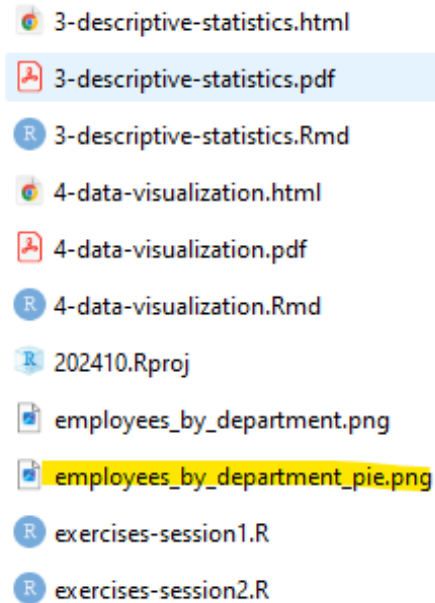 3-descriptive-statistics.html
3-descriptive-statistics.pdf
R 3-descriptive-statistics.Rmd
4-data-visualization.html
4-data-visualization.pdf
R 4-data-visualization.Rmd
R 202410.Rproj
employees_by_department.png
employees_by_department_pie.png
R exercises-session1.R
R exercises-session2.R